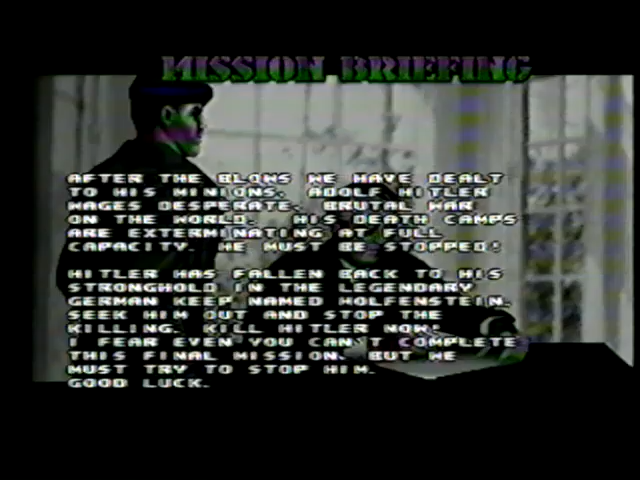 MISSION BRIEFING
AFTER THE BLOWS WE HAVE DEALT
TO HIS MINIONS, ADOLF HITLER
WAGES DESPERATE, BRUTAL WAR
ON THE WORLD. HIS DEATH CAMPS
ARE EXTERMINATING AT FULL
CAPACITY. HE MUST BE STOPPED!
HITLER HAS FALLEN BACK TO HIS
STRONGHOLD IN THE LEGENDARY
GERMAN KEEP NAMED WOLFENSTEIN.
SEEK HIM OUT AND STOP THE
KILLING. KILL HITLER NOW!
I FEAR EVEN YOU CAN'T COMPLETE
THIS FINAL MISSION. BUT WE
MUST TRY TO STOP HIM.
GOOD LUCK.